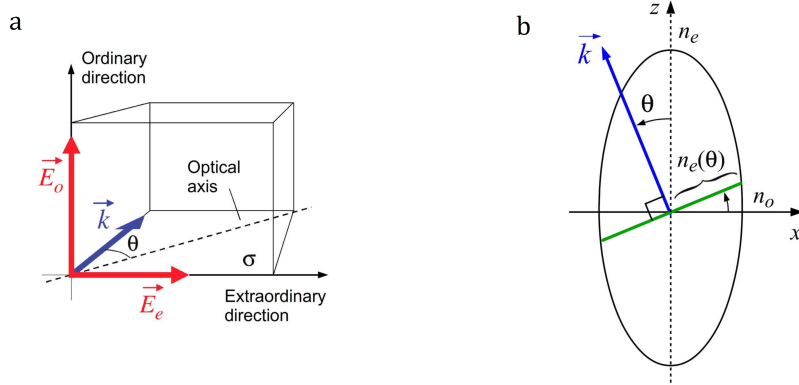 a
Ordinary
direction
E_o
k
θ
Optical
axis
σ
E_e
Extraordinary
direction
b
z
n_e
k
θ
n_e(θ)
n_o
x